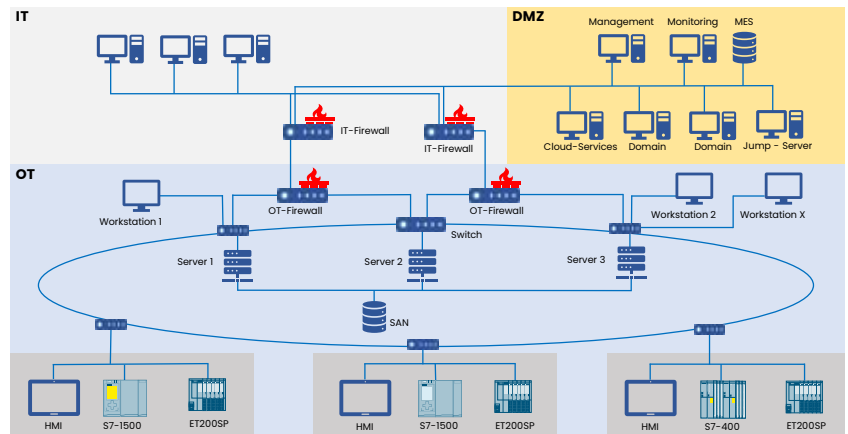 IT
DMZ
Management
Monitoring
MES
IT-Firewall
IT-Firewall
Cloud-Services
Domain
Domain
Jump - Server
OT
Workstation 1
OT-Firewall
OT-Firewall
Workstation 2
Workstation X
Switch
Server 1
Server 2
Server 3
SAN
HMI
S7-1500
ET200SP
HMI
S7-1500
ET200SP
HMI
S7-400
ET200SP